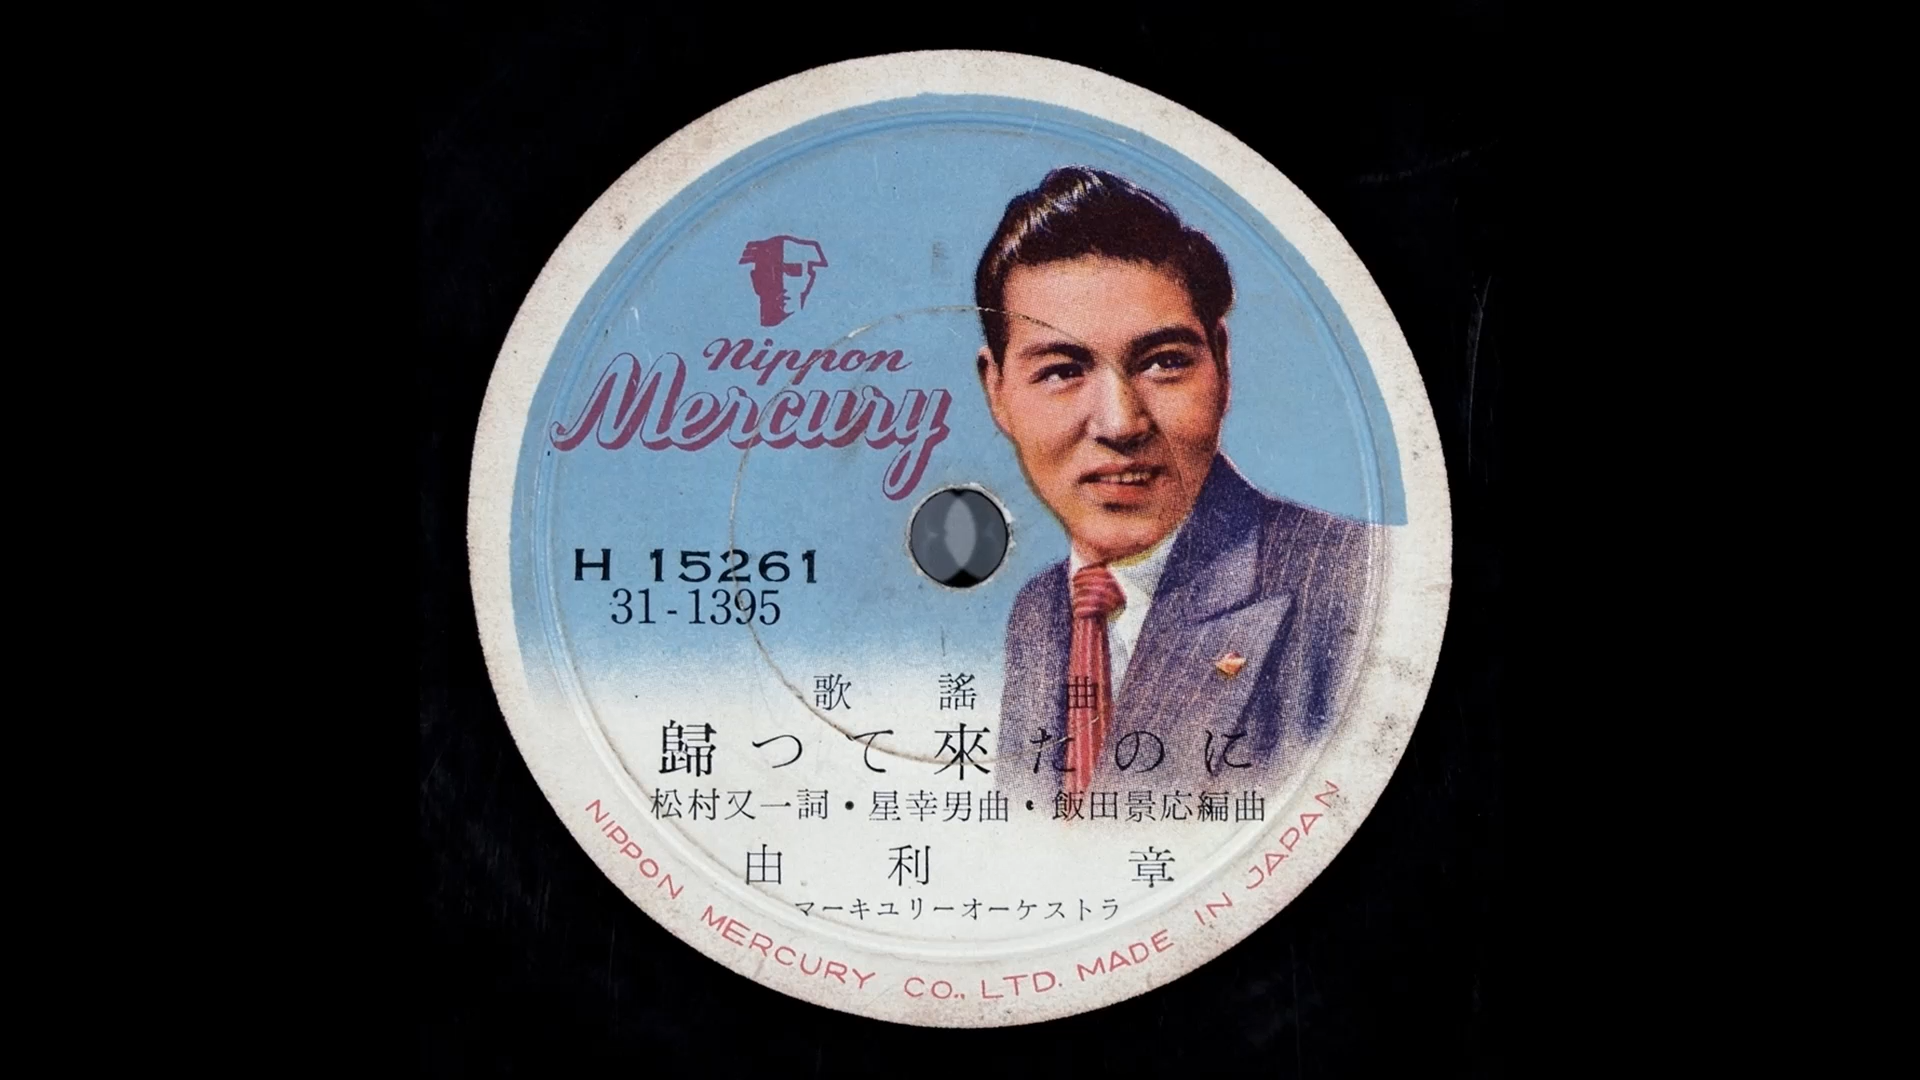 Nippon
Mercury
H 15261
31-1395
歌謡曲
歸つて來たのに
松村又一詞・星幸男曲・飯田景応編曲
由利章
マーキユリーオーケストラ
NIPPON MERCURY CO., LTD. MADE IN JAPAN